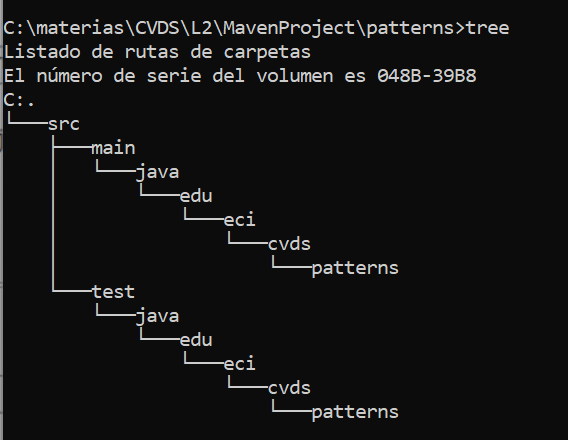 C:\materias\CVDS\L2\MavenProject\patterns>tree
Listado de rutas de carpetas
El número de serie del volumen es 048B-39B8
C:.
└───src
    ├───main
    │   └───java
    │       └───edu
    │           └───eci
    │               └───cvds
    │                   └───patterns
    └───test
        └───java
            └───edu
                └───eci
                    └───cvds
                        └───patterns